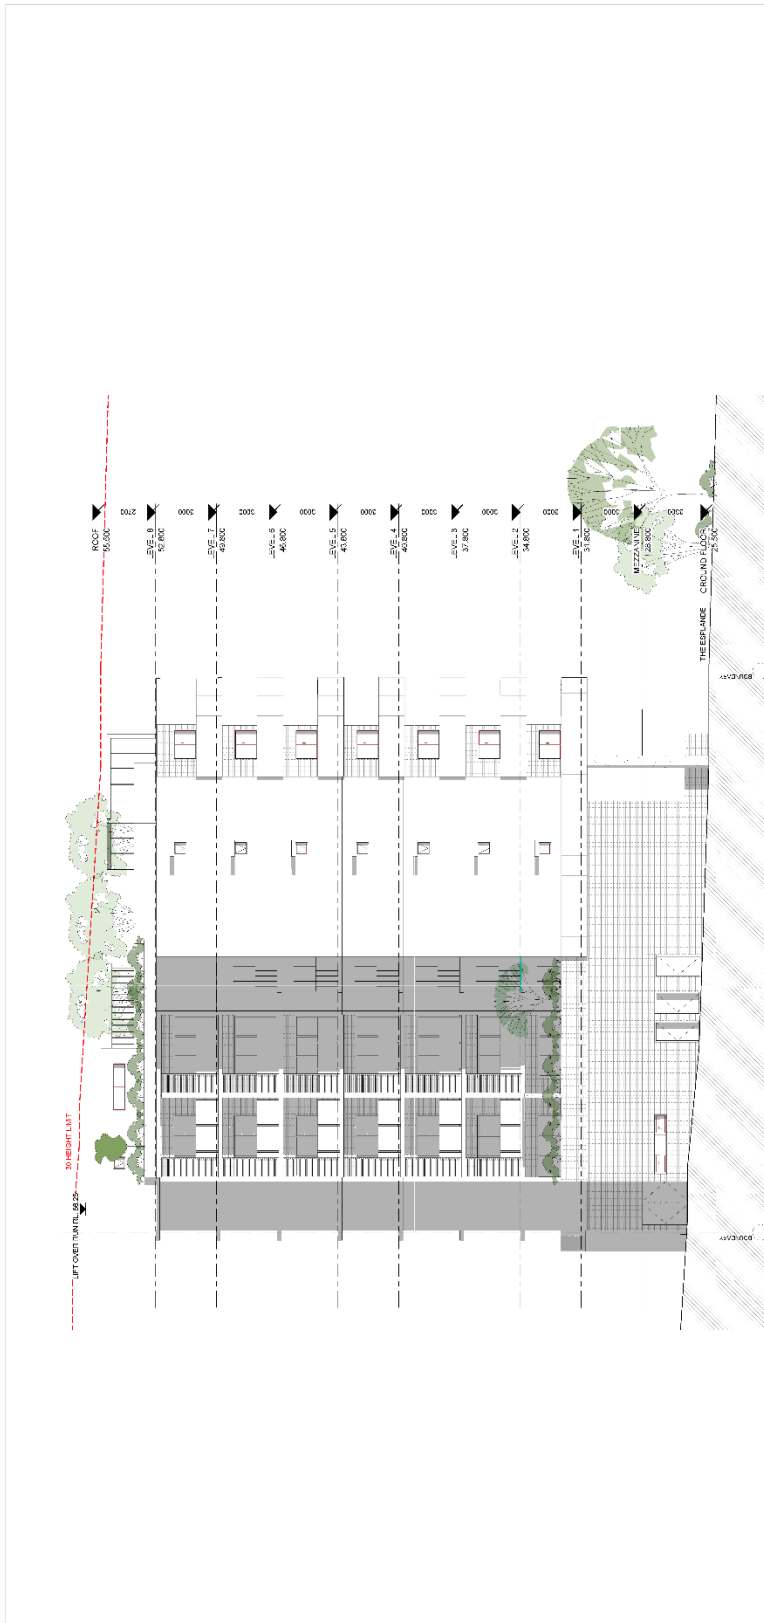 30 HEIGHT LIMIT
LIFT OVER RUN RL. 56.25
ROOF
55.500
2700
LEVEL 8
52.800
3000
LEVEL 7
49.800
3000
LEVEL 6
46.800
3000
LEVEL 5
43.800
3000
LEVEL 4
40.800
3000
LEVEL 3
37.800
3000
LEVEL 2
34.800
3000
LEVEL 1
31.800
3000
MEZZANINE
28.800
GROUND FLOOR
25.500
THE ESPLANDE
BOUNDARY
BOUNDARY